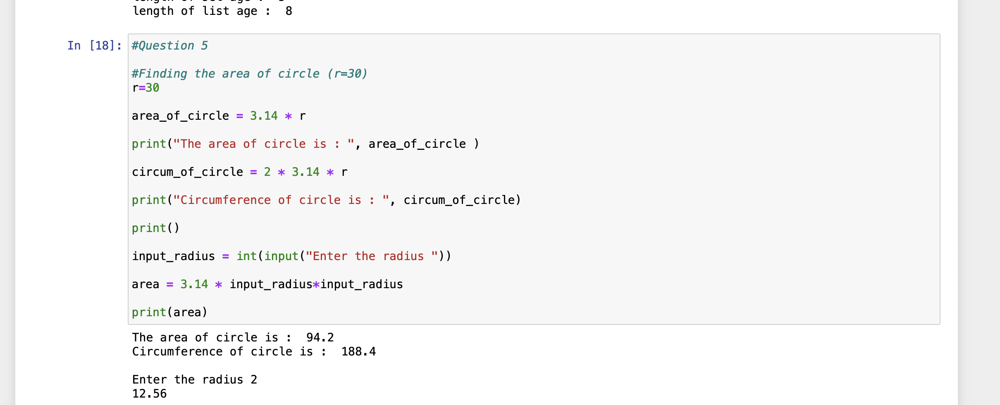 length of list age :  8
In [18]: #Question 5
#Finding the area of circle (r=30)
r=30
area_of_circle = 3.14 * r
print("The area of circle is : ", area_of_circle )
circum_of_circle = 2 * 3.14 * r
print("Circumference of circle is : ", circum_of_circle)
print()
input_radius = int(input("Enter the radius "))
area = 3.14 * input_radius*input_radius
print(area)
The area of circle is :  94.2
Circumference of circle is :  188.4
Enter the radius 2
12.56